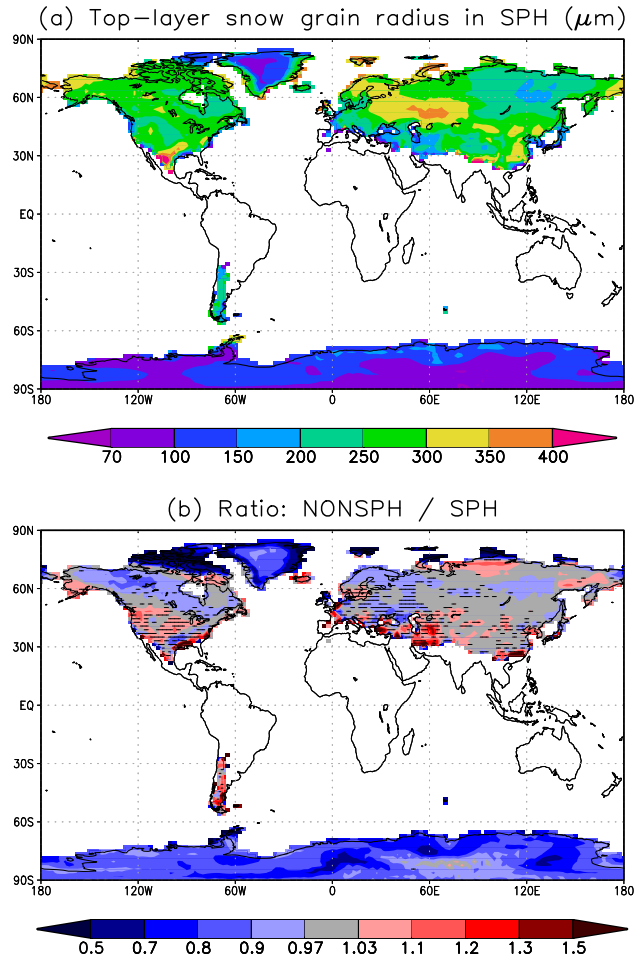 (a) Top-layer snow grain radius in SPH (μm)
90N
60N
30N
EQ
30S
60S
90S
180 120W 60W 0 60E 120E 180
70 100 150 200 250 300 350 400
(b) Ratio: NONSPH / SPH
90N
60N
30N
EQ
30S
60S
90S
180 120W 60W 0 60E 120E 180
0.5 0.7 0.8 0.9 0.97 1.03 1.1 1.2 1.3 1.5